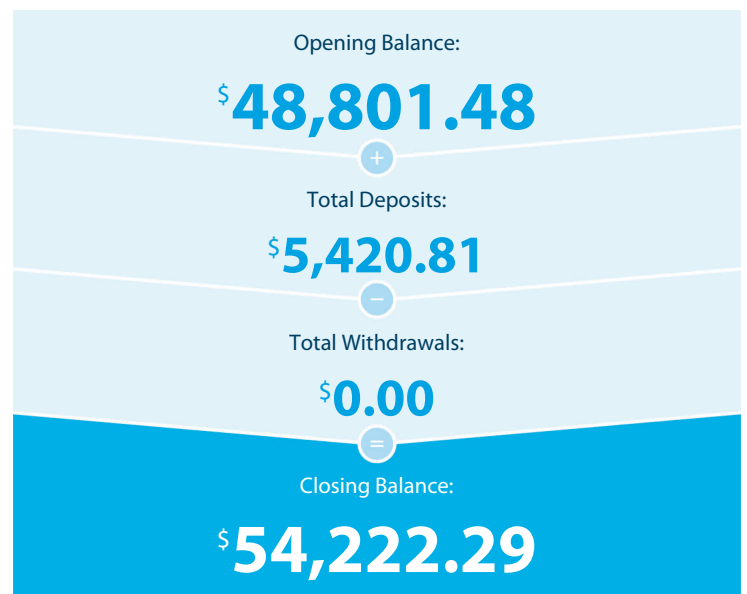 Opening Balance:
$48,801.48
+
Total Deposits:
$5,420.81
−
Total Withdrawals:
$0.00
=
Closing Balance:
$54,222.29